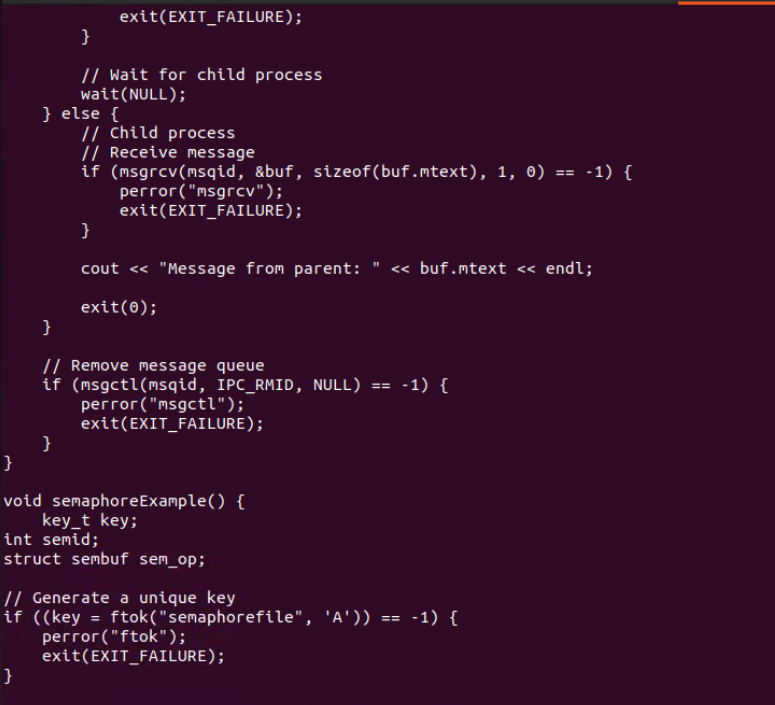 exit(EXIT_FAILURE);
        }

        // Wait for child process
        wait(NULL);
    } else {
        // Child process
        // Receive message
        if (msgrcv(msqid, &buf, sizeof(buf.mtext), 1, 0) == -1) {
            perror("msgrcv");
            exit(EXIT_FAILURE);
        }

        cout << "Message from parent: " << buf.mtext << endl;

        exit(0);
    }

    // Remove message queue
    if (msgctl(msqid, IPC_RMID, NULL) == -1) {
        perror("msgctl");
        exit(EXIT_FAILURE);
    }
}

void semaphoreExample() {
    key_t key;
int semid;
struct sembuf sem_op;

// Generate a unique key
if ((key = ftok("semaphorefile", 'A')) == -1) {
    perror("ftok");
    exit(EXIT_FAILURE);
}